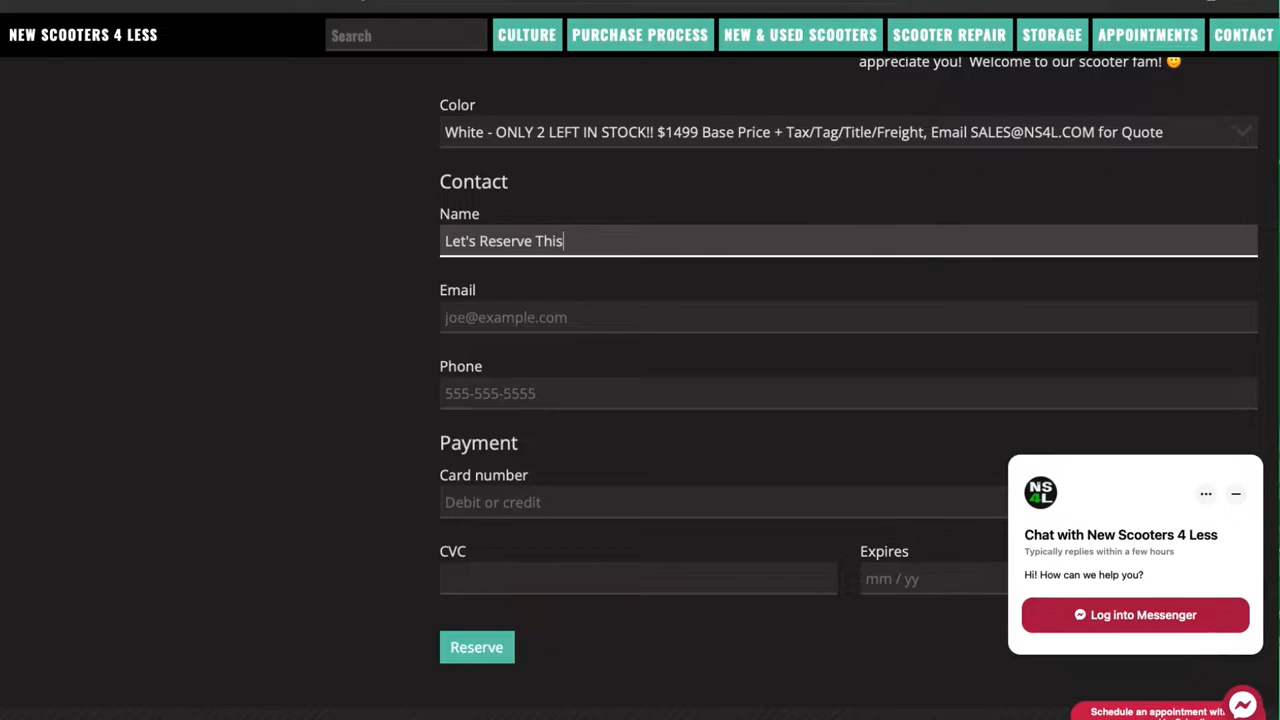 NEW SCOOTERS 4 LESS
Search
CULTURE
PURCHASE PROCESS
NEW & USED SCOOTERS
SCOOTER REPAIR
STORAGE
APPOINTMENTS
CONTACT
appreciate you! Welcome to our scooter fam! 🙂
Color
White - ONLY 2 LEFT IN STOCK!! $1499 Base Price + Tax/Tag/Title/Freight, Email SALES@NS4L.COM for Quote
Contact
Name
Let's Reserve This
Email
joe@example.com
Phone
555-555-5555
Payment
Card number
Debit or credit
CVC
Expires
mm / yy
Reserve
NS
4L
Chat with New Scooters 4 Less
Typically replies within a few hours
Hi! How can we help you?
Log into Messenger
Schedule an appointment with